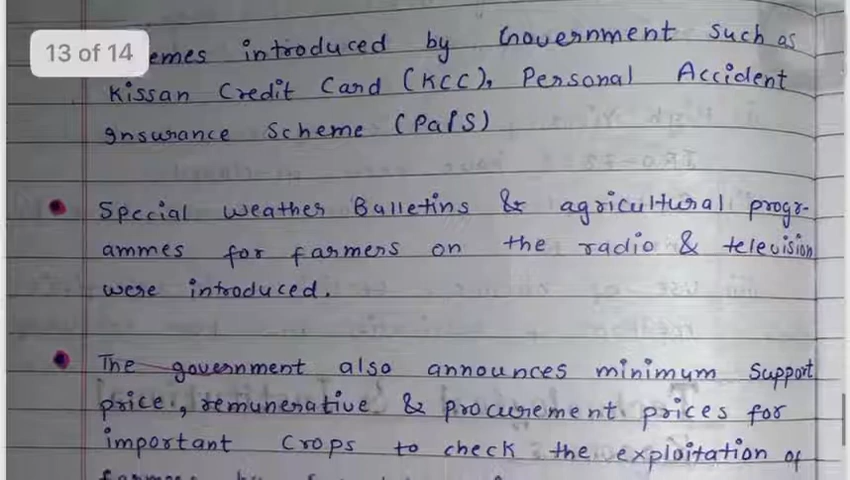 13 of 14
emes introduced by Government such as
Kissan Credit Card (KCC), Personal Accident
Insurance Scheme (PaIS)
Special weather Balletins & agricultural progr-
ammes for farmers on the radio & television
were introduced.
The government also announces minimum support
price, remunerative & procurement prices for
important crops to check the exploitation of